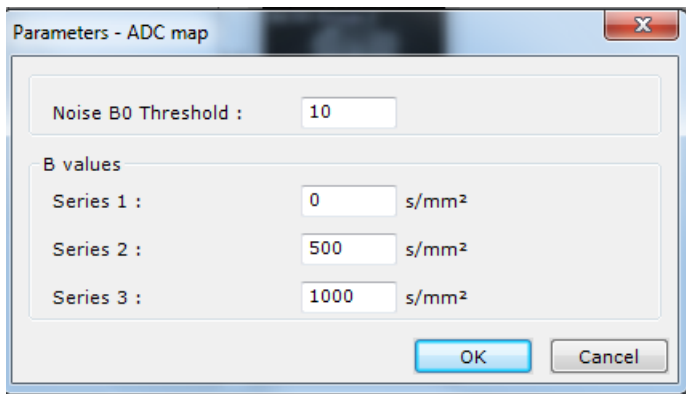 Parameters - ADC map
Noise B0 Threshold : 10
B values
Series 1 : 0 s/mm²
Series 2 : 500 s/mm²
Series 3 : 1000 s/mm²
OK Cancel